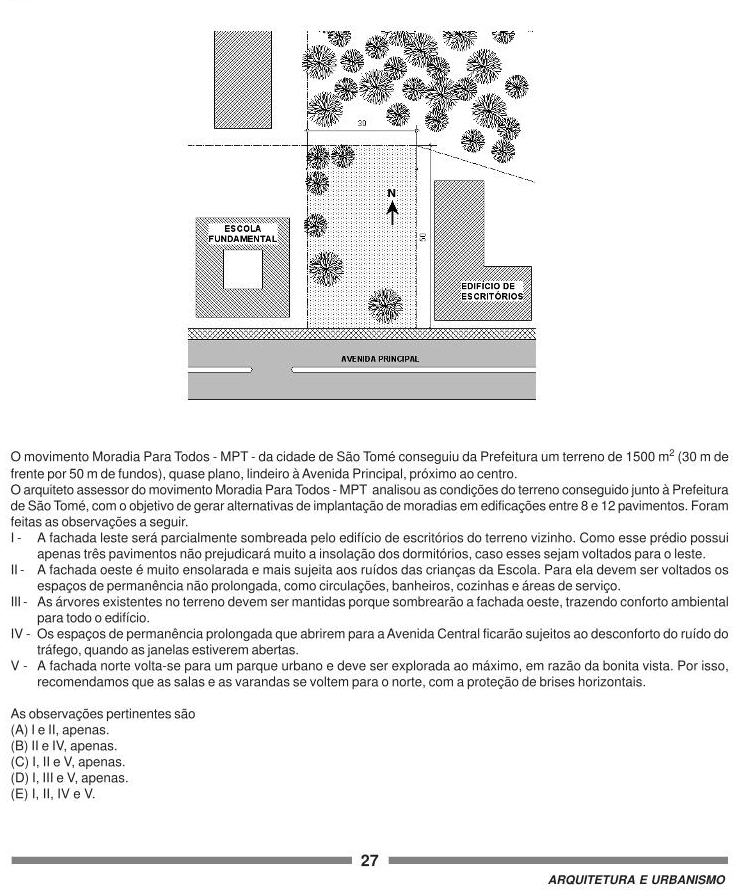 30
N
ESCOLA
FUNDAMENTAL
50
EDIFÍCIO DE
ESCRITÓRIOS
AVENIDA PRINCIPAL
O movimento Moradia Para Todos - MPT - da cidade de São Tomé conseguiu da Prefeitura um terreno de 1500 m² (30 m de
frente por 50 m de fundos), quase plano, lindeiro à Avenida Principal, próximo ao centro.
O arquiteto assessor do movimento Moradia Para Todos - MPT analisou as condições do terreno conseguido junto à Prefeitura
de São Tomé, com o objetivo de gerar alternativas de implantação de moradias em edificações entre 8 e 12 pavimentos. Foram
feitas as observações a seguir.
I - A fachada leste será parcialmente sombreada pelo edifício de escritórios do terreno vizinho. Como esse prédio possui
apenas três pavimentos não prejudicará muito a insolação dos dormitórios, caso esses sejam voltados para o leste.
II - A fachada oeste é muito ensolarada e mais sujeita aos ruídos das crianças da Escola. Para ela devem ser voltados os
espaços de permanência não prolongada, como circulações, banheiros, cozinhas e áreas de serviço.
III - As árvores existentes no terreno devem ser mantidas porque sombrearão a fachada oeste, trazendo conforto ambiental
para todo o edifício.
IV - Os espaços de permanência prolongada que abrirem para a Avenida Central ficarão sujeitos ao desconforto do ruído do
tráfego, quando as janelas estiverem abertas.
V - A fachada norte volta-se para um parque urbano e deve ser explorada ao máximo, em razão da bonita vista. Por isso,
recomendamos que as salas e as varandas se voltem para o norte, com a proteção de brises horizontais.
As observações pertinentes são
(A) I e II, apenas.
(B) II e IV, apenas.
(C) I, II e V, apenas.
(D) I, III e V, apenas.
(E) I, II, IV e V.
27
ARQUITETURA E URBANISMO